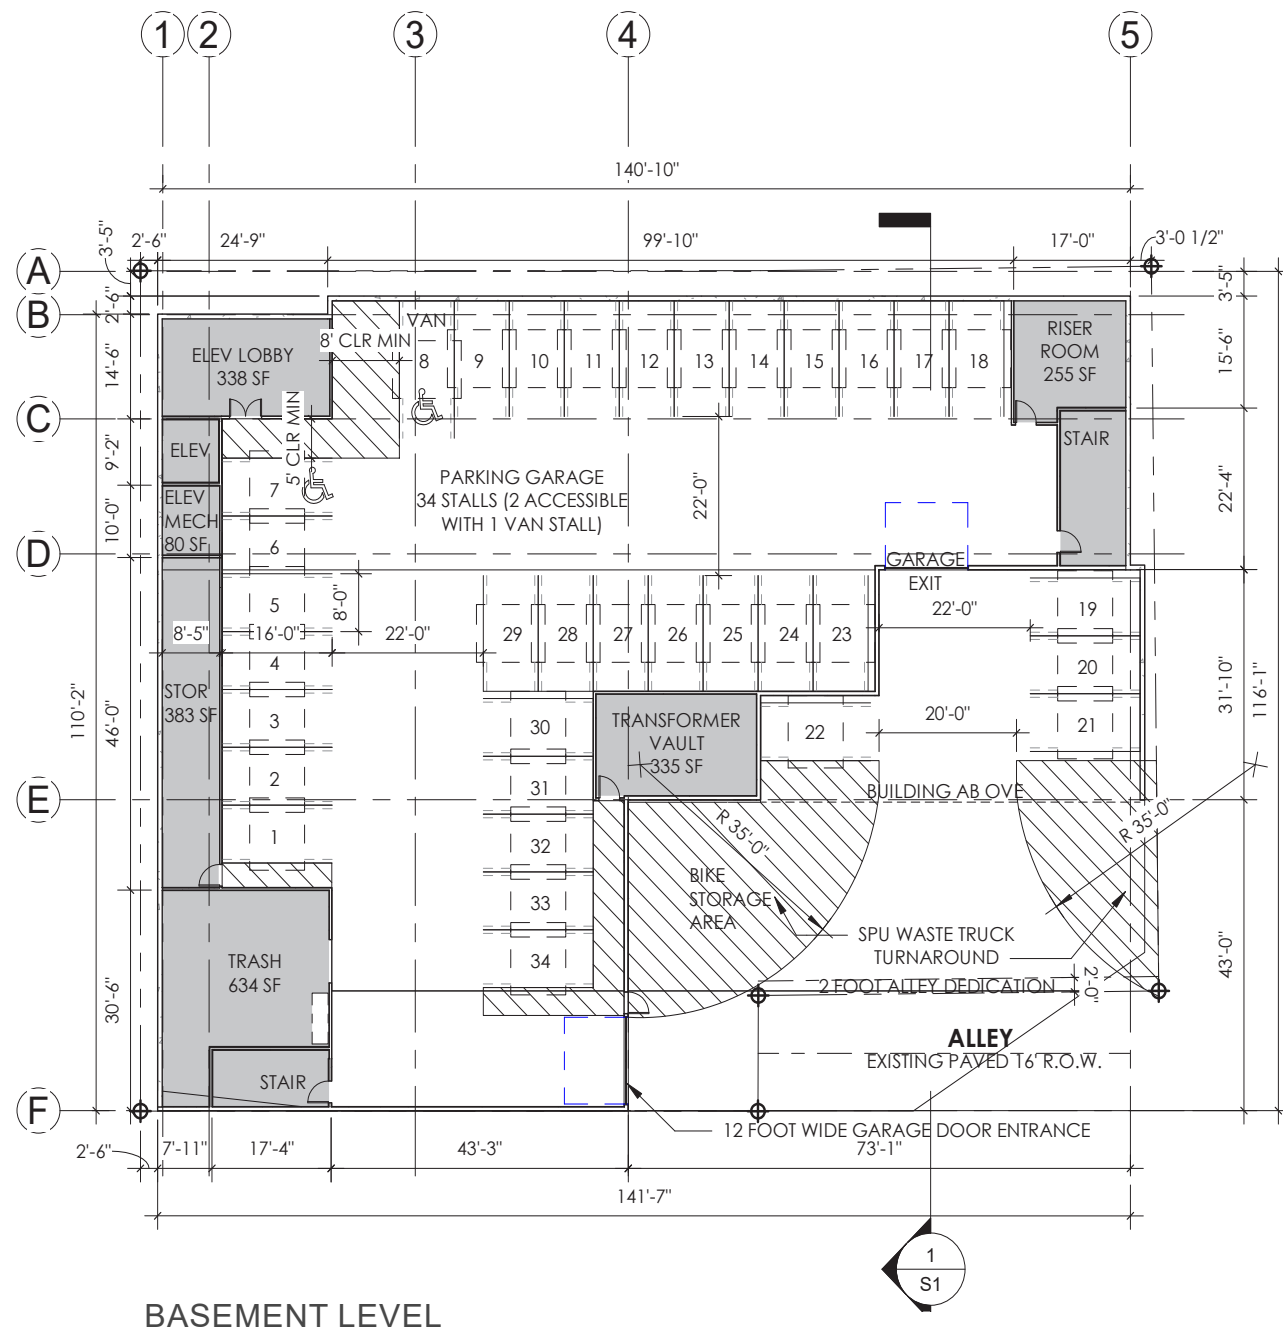 1
2
3
4
5
140'-10"
3'-5"
2'-6"
24'-9"
99'-10"
17'-0"
3'-0 1/2"
A
3'-5"
2'-6"
B
VAN
8' CLR MIN
ELEV LOBBY
338 SF
8
9
10
11
12
13
14
15
16
17
18
RISER
ROOM
255 SF
14'-6"
15'-6"
C
5' CLR MIN
ELEV
9'-2"
STAIR
7
PARKING GARAGE
34 STALLS (2 ACCESSIBLE
WITH 1 VAN STALL)
22'-0"
22'-4"
ELEV
MECH
80 SF
10'-0"
6
D
GARAGE
EXIT
5
8'-0"
22'-0"
19
8'-5"
16'-0"
22'-0"
29
28
27
26
25
24
23
4
20
STOR
383 SF
110'-2"
46'-0"
3
30
TRANSFORMER
VAULT
335 SF
22
20'-0"
21
31'-10"
116'-1"
2
31
E
BUILDING AB OVE
1
32
R 35'-0"
R 35'-0"
BIKE
STORAGE
AREA
33
SPU WASTE TRUCK
TURNAROUND
TRASH
634 SF
34
2 FOOT ALLEY DEDICATION
2'-0"
43'-0"
30'-6"
ALLEY
EXISTING PAVED 16' R.O.W.
STAIR
F
12 FOOT WIDE GARAGE DOOR ENTRANCE
2'-6"
7'-11"
17'-4"
43'-3"
73'-1"
141'-7"
1
S1
BASEMENT LEVEL